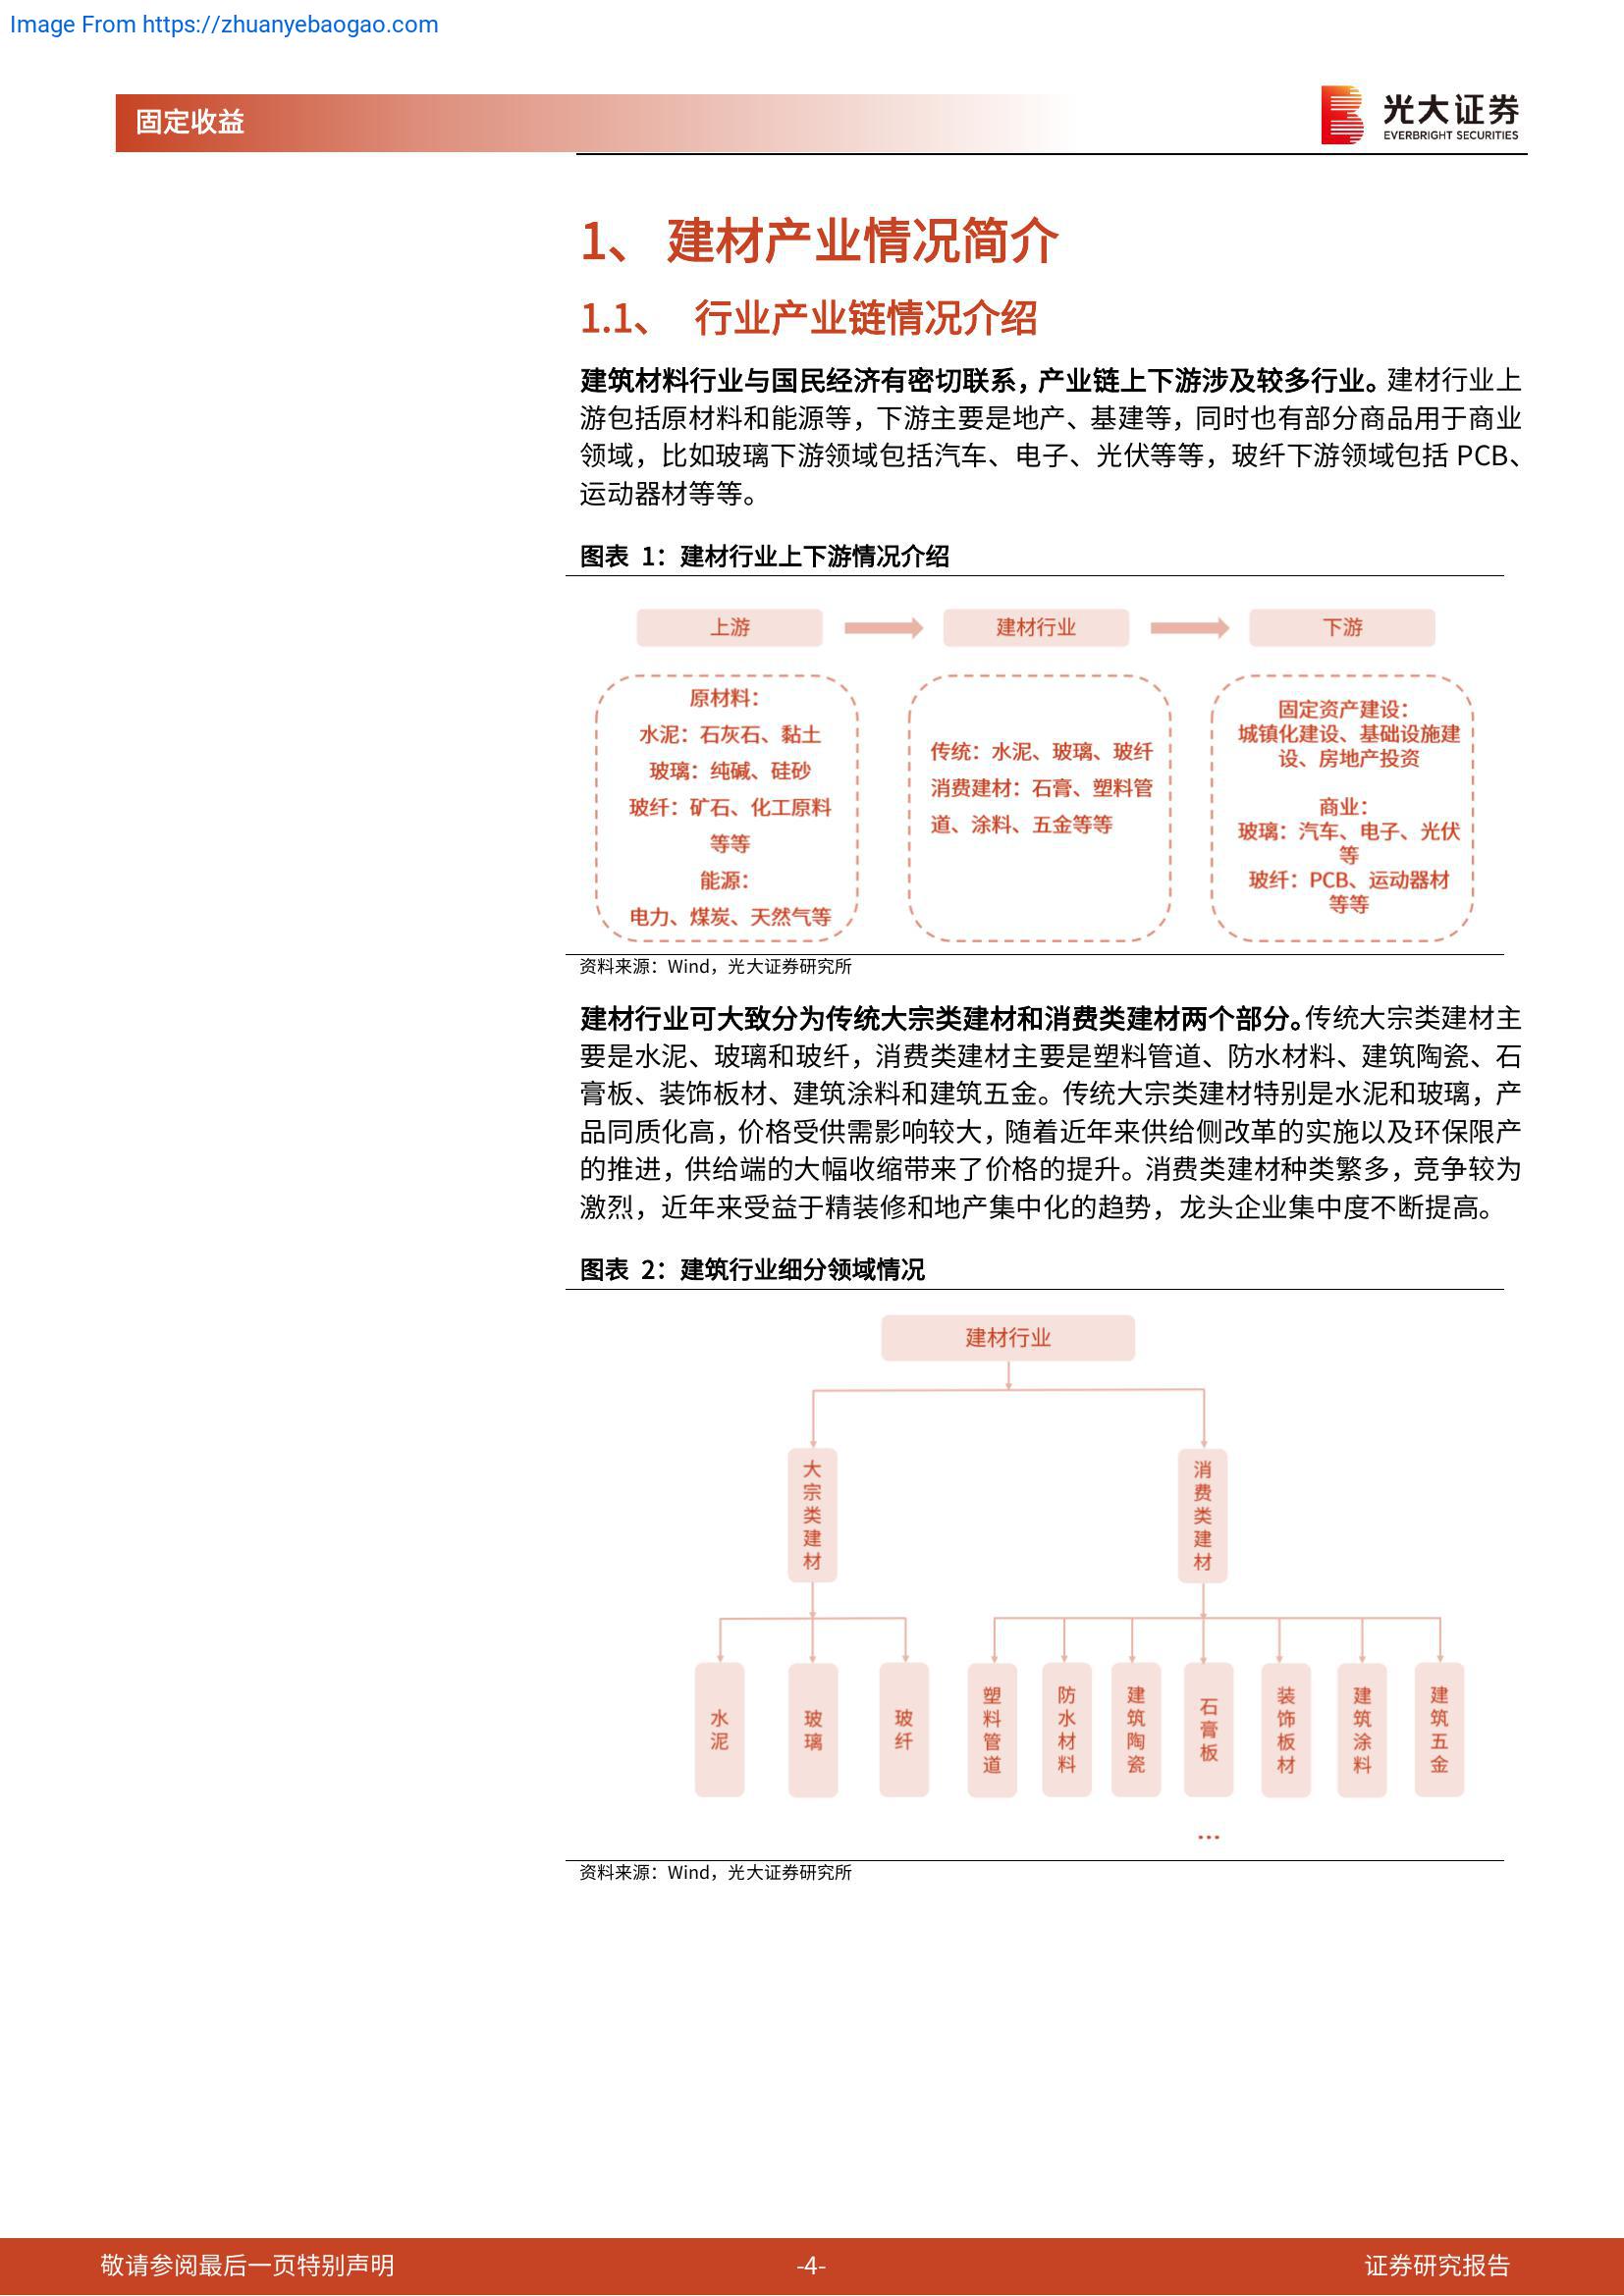 Image From https://zhuanyebaogao.com
固定收益
光大证券
EVERBRIGHT SECURITIES
1、 建材产业情况简介
1.1、 行业产业链情况介绍
建筑材料行业与国民经济有密切联系，产业链上下游涉及较多行业。建材行业上
游包括原材料和能源等，下游主要是地产、基建等，同时也有部分商品用于商业
领域，比如玻璃下游领域包括汽车、电子、光伏等等，玻纤下游领域包括 PCB、
运动器材等等。
图表 1：建材行业上下游情况介绍
上游
建材行业
下游
原材料：
水泥：石灰石、黏土
玻璃：纯碱、硅砂
玻纤：矿石、化工原料
等等
能源：
电力、煤炭、天然气等
传统：水泥、玻璃、玻纤
消费建材：石膏、塑料管
道、涂料、五金等等
固定资产建设：
城镇化建设、基础设施建
设、房地产投资
商业：
玻璃：汽车、电子、光伏
等
玻纤：PCB、运动器材
等等
资料来源：Wind，光大证券研究所
建材行业可大致分为传统大宗类建材和消费类建材两个部分。传统大宗类建材主
要是水泥、玻璃和玻纤，消费类建材主要是塑料管道、防水材料、建筑陶瓷、石
膏板、装饰板材、建筑涂料和建筑五金。传统大宗类建材特别是水泥和玻璃，产
品同质化高，价格受供需影响较大，随着近年来供给侧改革的实施以及环保限产
的推进，供给端的大幅收缩带来了价格的提升。消费类建材种类繁多，竞争较为
激烈，近年来受益于精装修和地产集中化的趋势，龙头企业集中度不断提高。
图表 2：建筑行业细分领域情况
建材行业
大宗类建材
消费类建材
水泥
玻璃
玻纤
塑料管道
防水材料
建筑陶瓷
石膏板
装饰板材
建筑涂料
建筑五金
...
资料来源：Wind，光大证券研究所
敬请参阅最后一页特别声明
-4-
证券研究报告